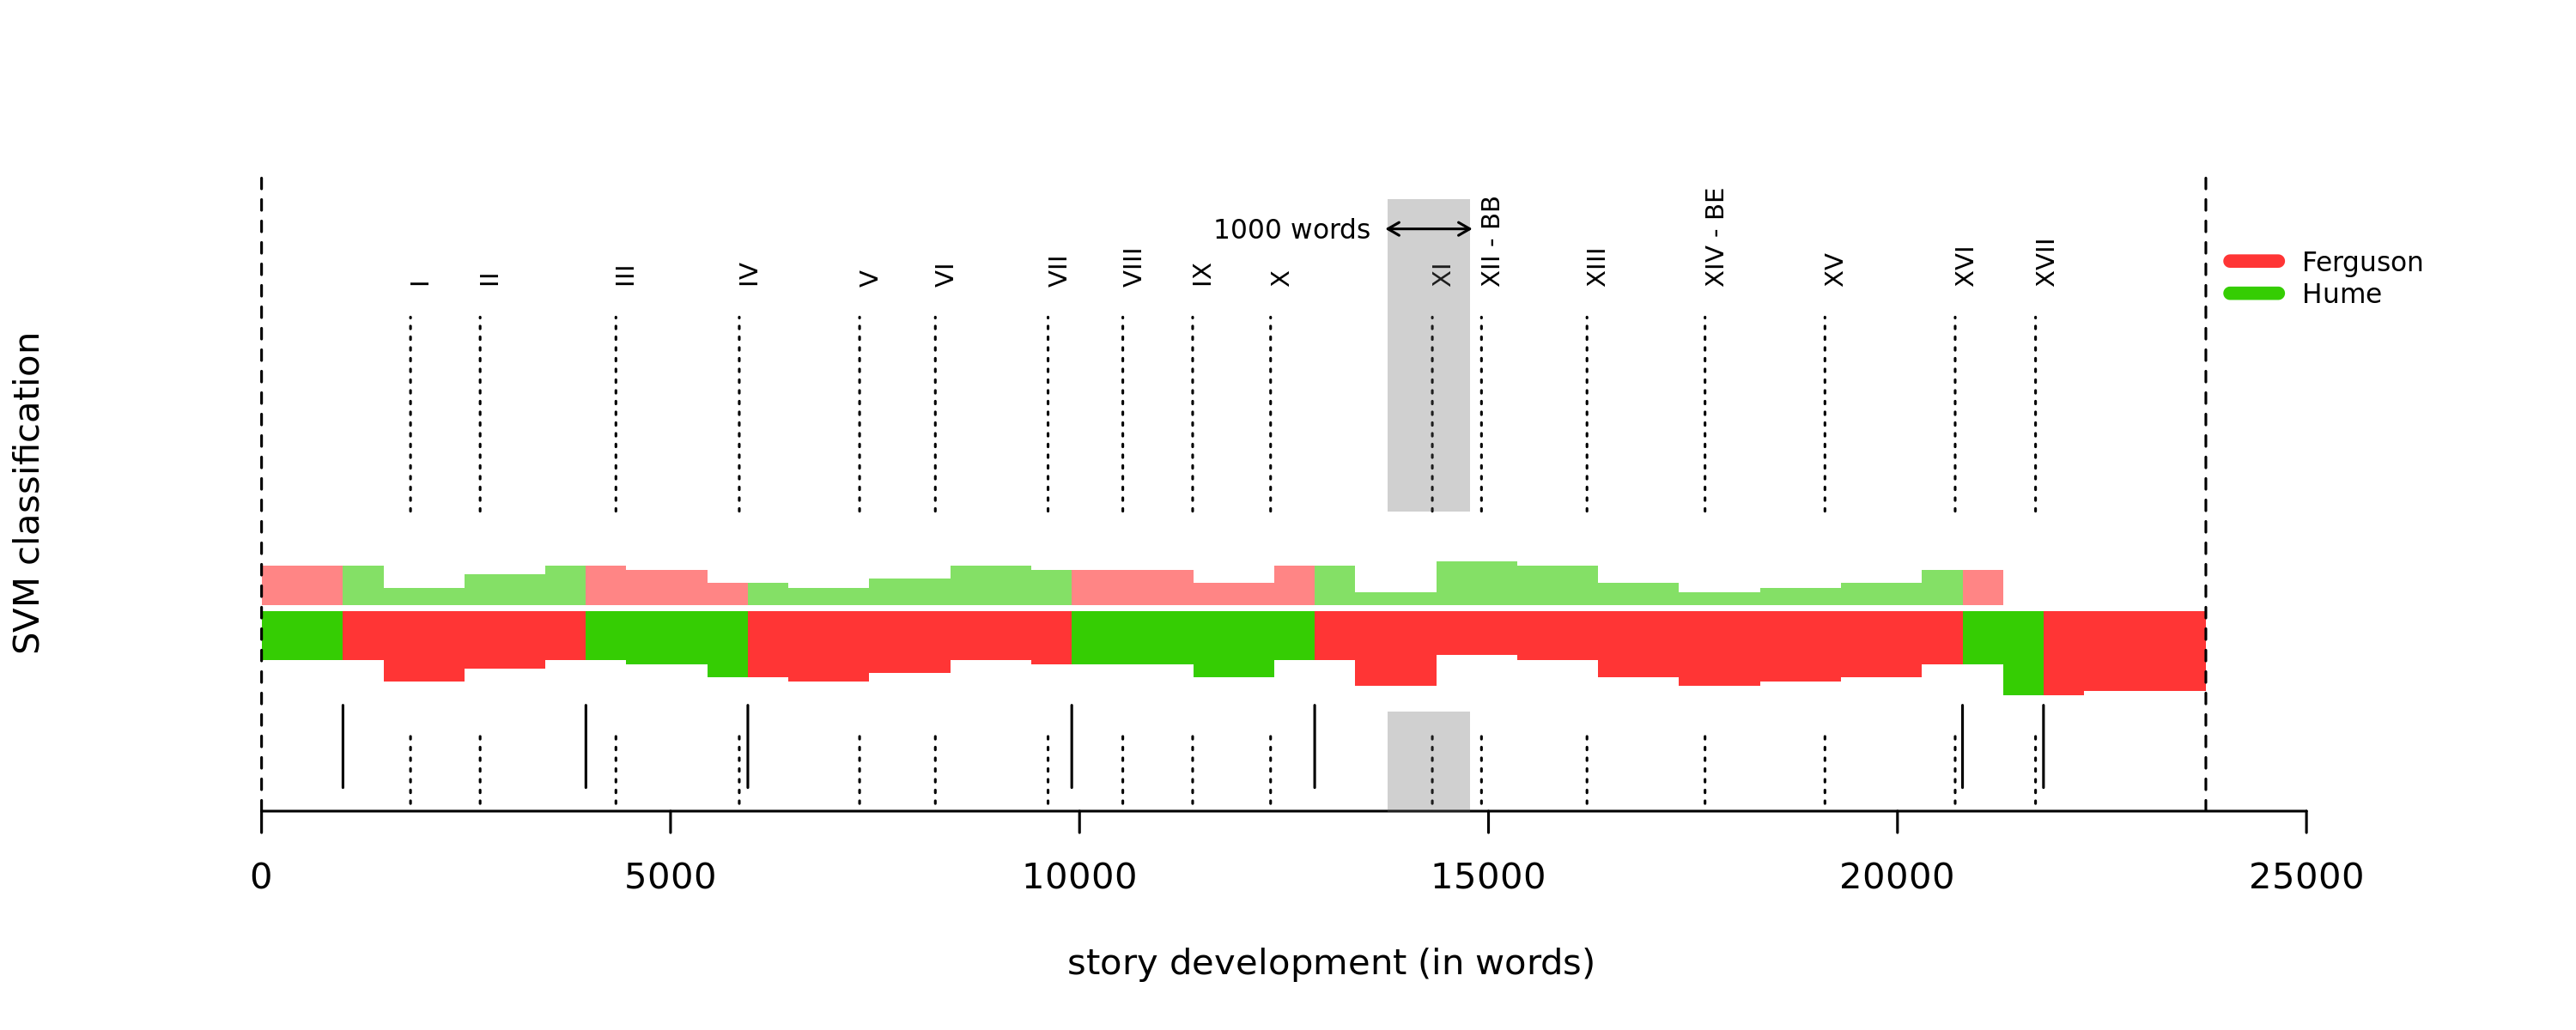 1000 words
I
II
III
IV
V
VI
VII
VIII
IX
X
XI
XII - BB
XIII
XIV - BE
XV
XVI
XVII
Ferguson
Hume
SVM classification
0
5000
10000
15000
20000
25000
story development (in words)